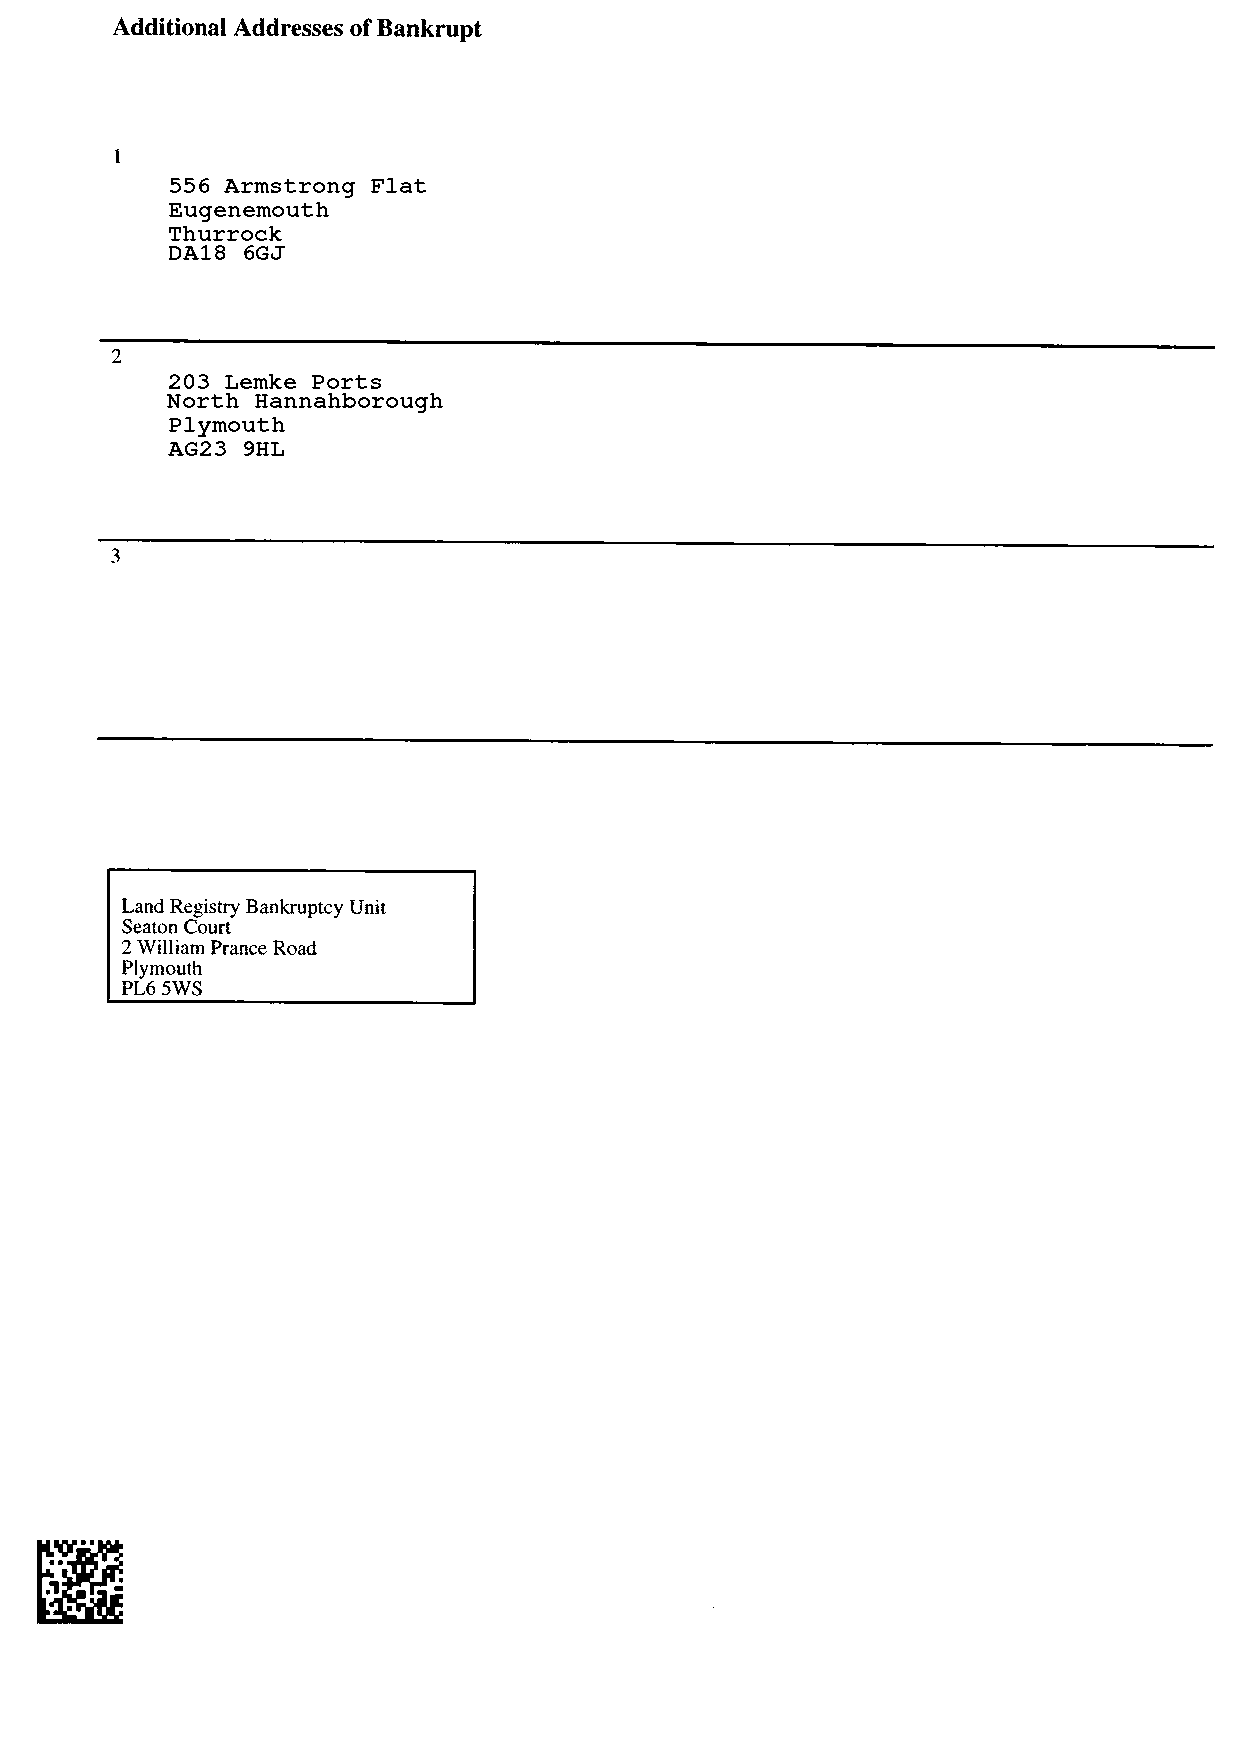 Additional Addresses of Bankrupt
1
556 Armstrong Flat
Eugenemouth
Thurrock
DA18 6GJ
2
203 Lemke Ports
North Hannahborough
Plymouth
AG23 9HL
3
Land Registry Bankruptcy Unit
Seaton Court
2 William Prance Road
Plymouth
PL6 5WS